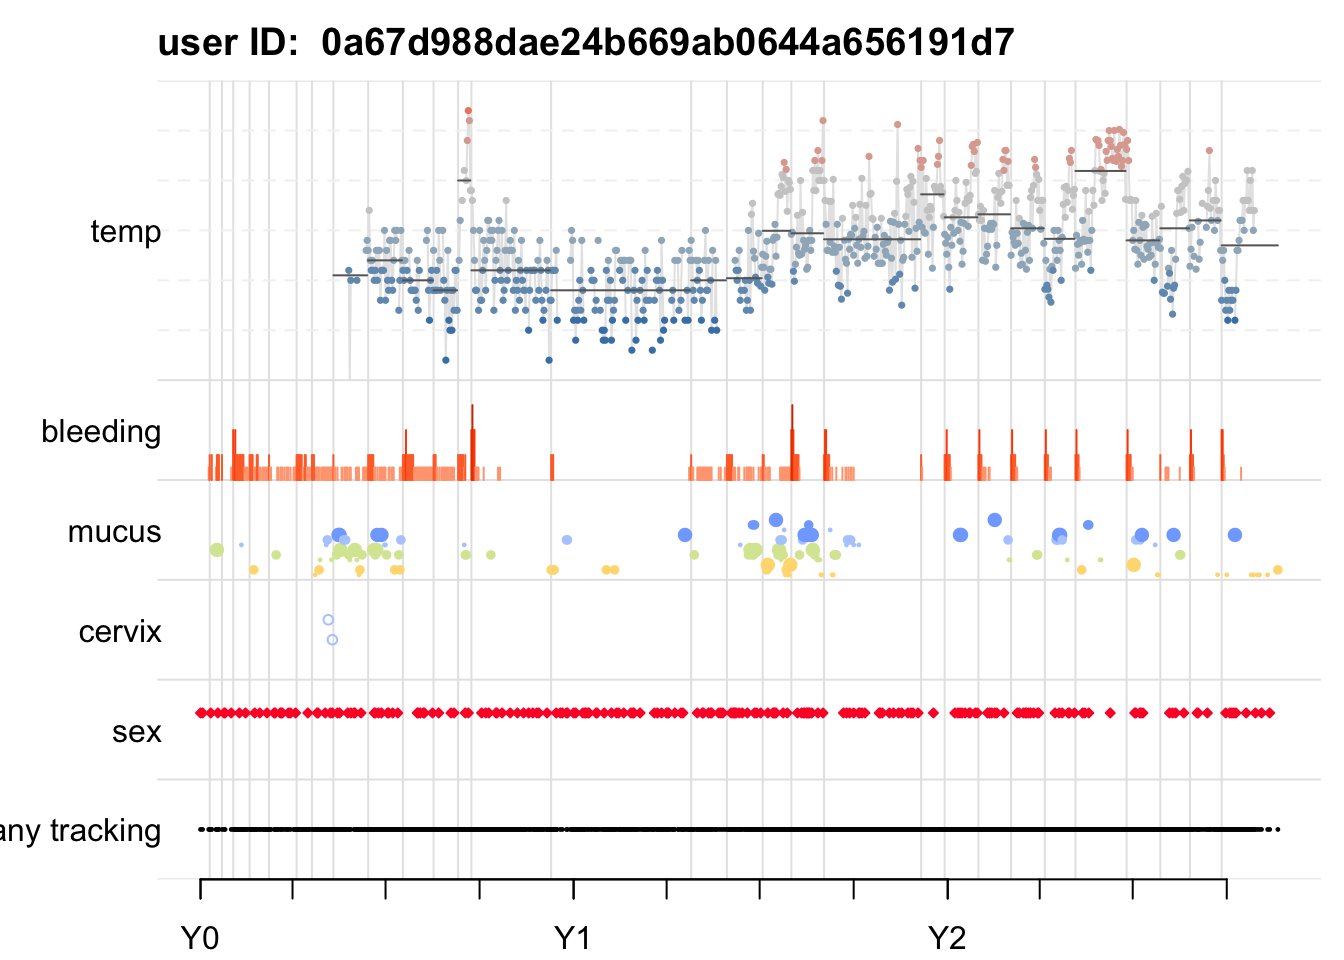 user ID:  0a67d988dae24b669ab0644a656191d7
temp
bleeding
mucus
cervix
sex
any tracking
Y0 Y1 Y2